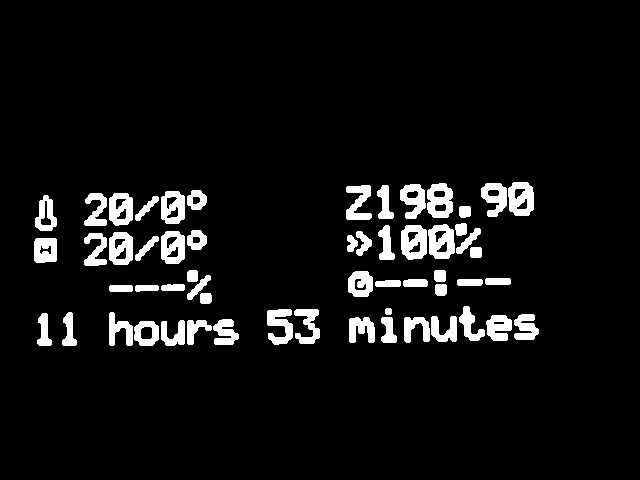 20/0° Z198.90
20/0° »100%
---% --:--
11 hours 53 minutes